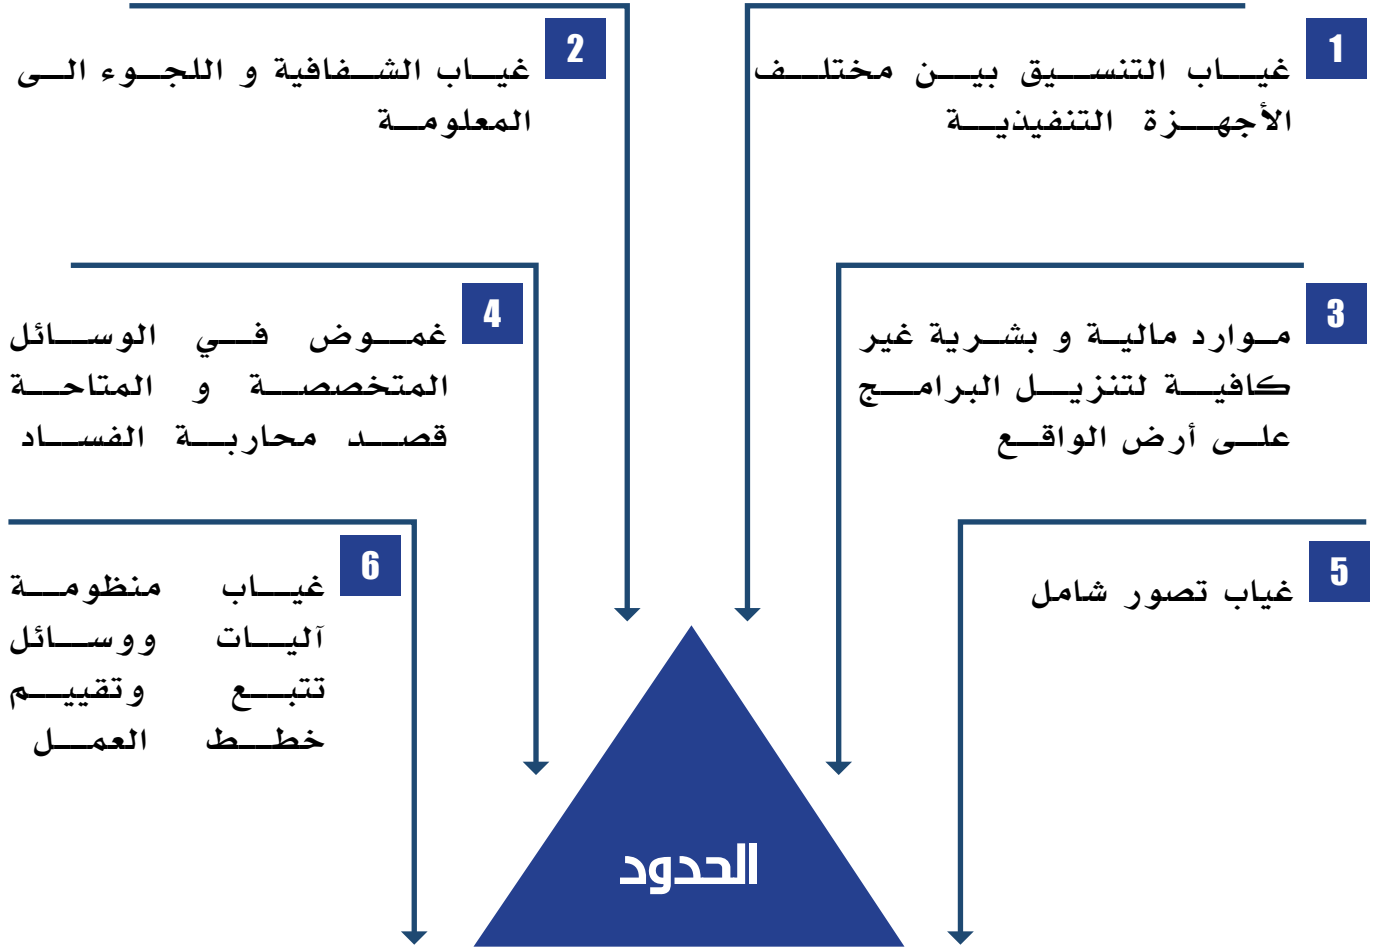 1
غياب التنسيق بين مختلف
الأجهزة التنفيذية
2
غياب الشفافية و اللجوء الى
المعلومة
3
موارد مالية و بشرية غير
كافية لتنزيل البرامج
على أرض الواقع
4
غموض في الوسائل
المتخصصة و المتاحة
قصد محاربة الفساد
5
غياب تصور شامل
6
غياب منظومة
آليات ووسائل
تتبع وتقييم
خطط العمل
الحدود